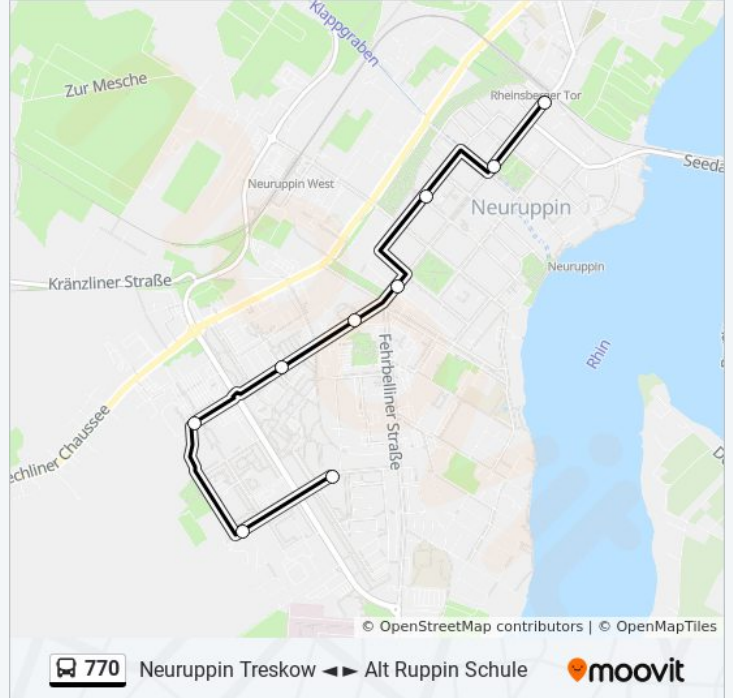 Klappgraben
Zur Mesche
Rheinsberger Tor
Seeda
Neuruppin West
Neuruppin
Neuruppin
Kränzliner Straße
Rhin
Fehrbelliner Straße
echliner Chaussee
© OpenStreetMap contributors | © OpenMapTiles
770 Neuruppin Treskow ◄ ► Alt Ruppin Schule moovit